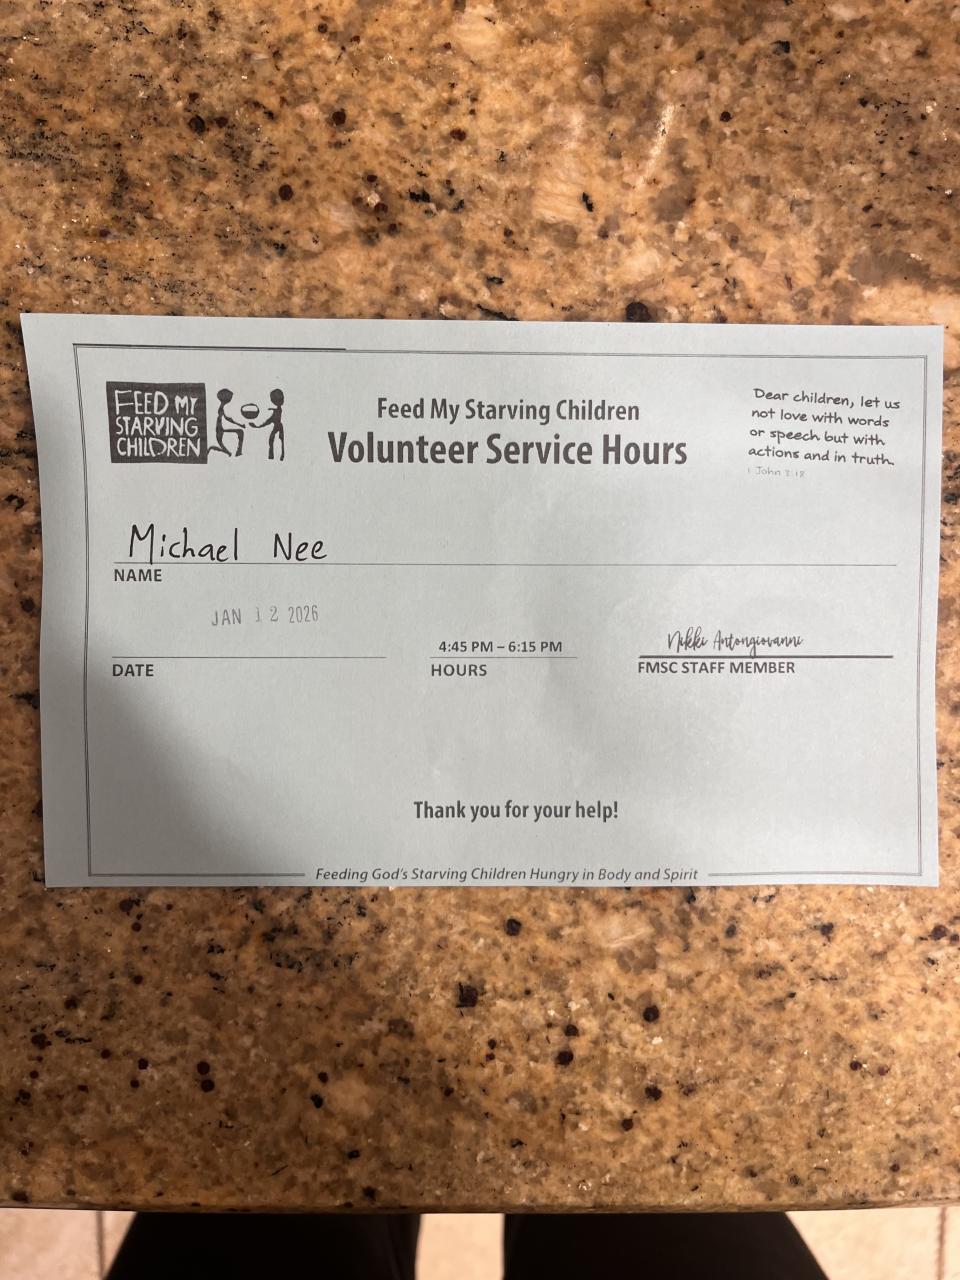 FEED MY
STARVING
CHILDREN
Feed My Starving Children
Volunteer Service Hours
Dear children, let us
not love with words
or speech but with
actions and in truth.
1 John 3:18
Michael Nee
NAME
JAN 12 2026
DATE
4:45 PM – 6:15 PM
HOURS
Nikki Antongiovanni
FMSC STAFF MEMBER
Thank you for your help!
Feeding God's Starving Children Hungry in Body and Spirit